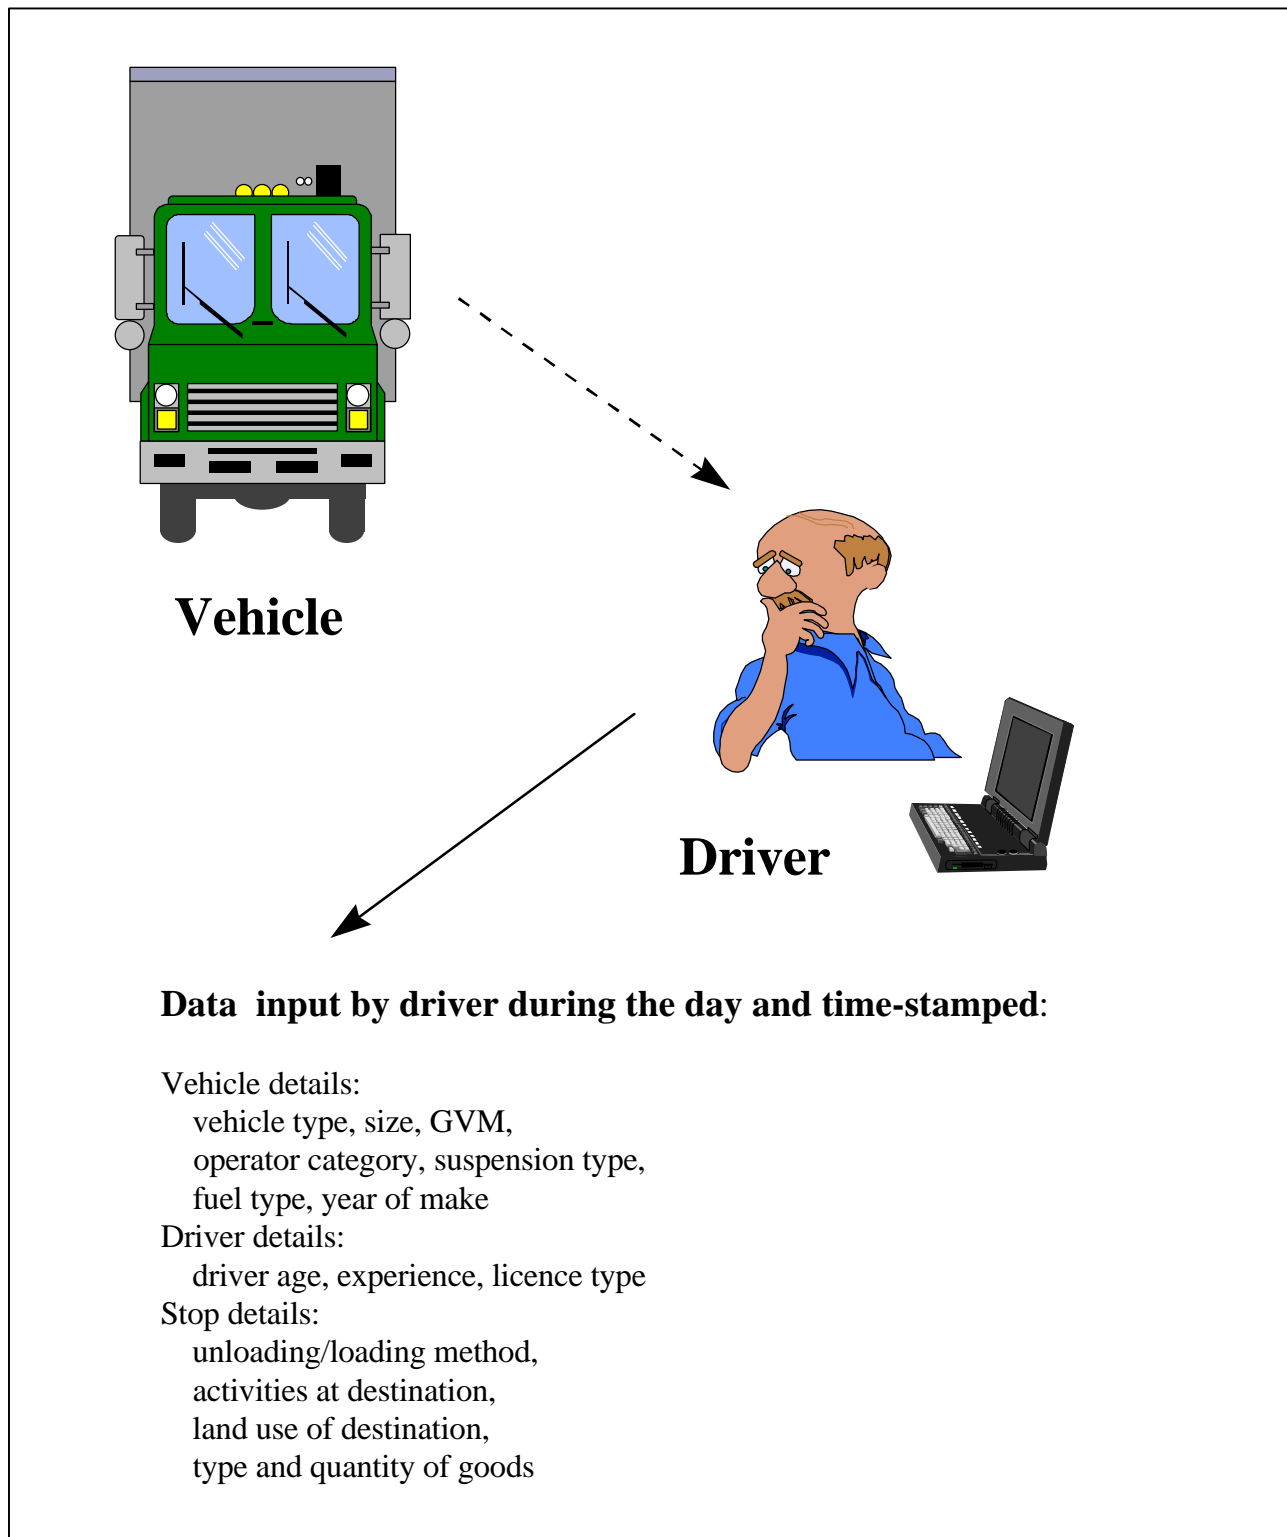 Vehicle
Driver
Data  input by driver during the day and time-stamped:
Vehicle details:
vehicle type, size, GVM,
operator category, suspension type,
fuel type, year of make
Driver details:
driver age, experience, licence type
Stop details:
unloading/loading method,
activities at destination,
land use of destination,
type and quantity of goods